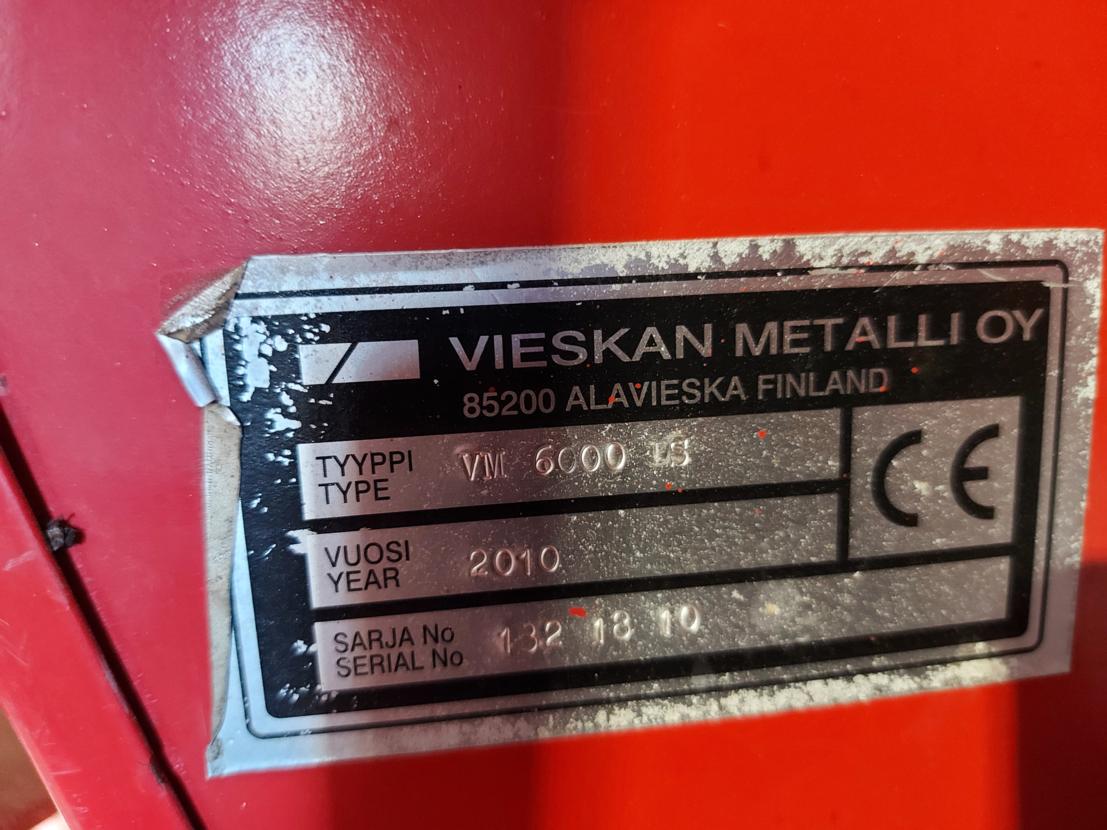 VIESKAN METALLI OY
85200 ALAVIESKA FINLAND
TYYPPI VM 6000 LS
TYPE
VUOSI 2010
YEAR
SARJA No 132 18 10
SERIAL No
CE